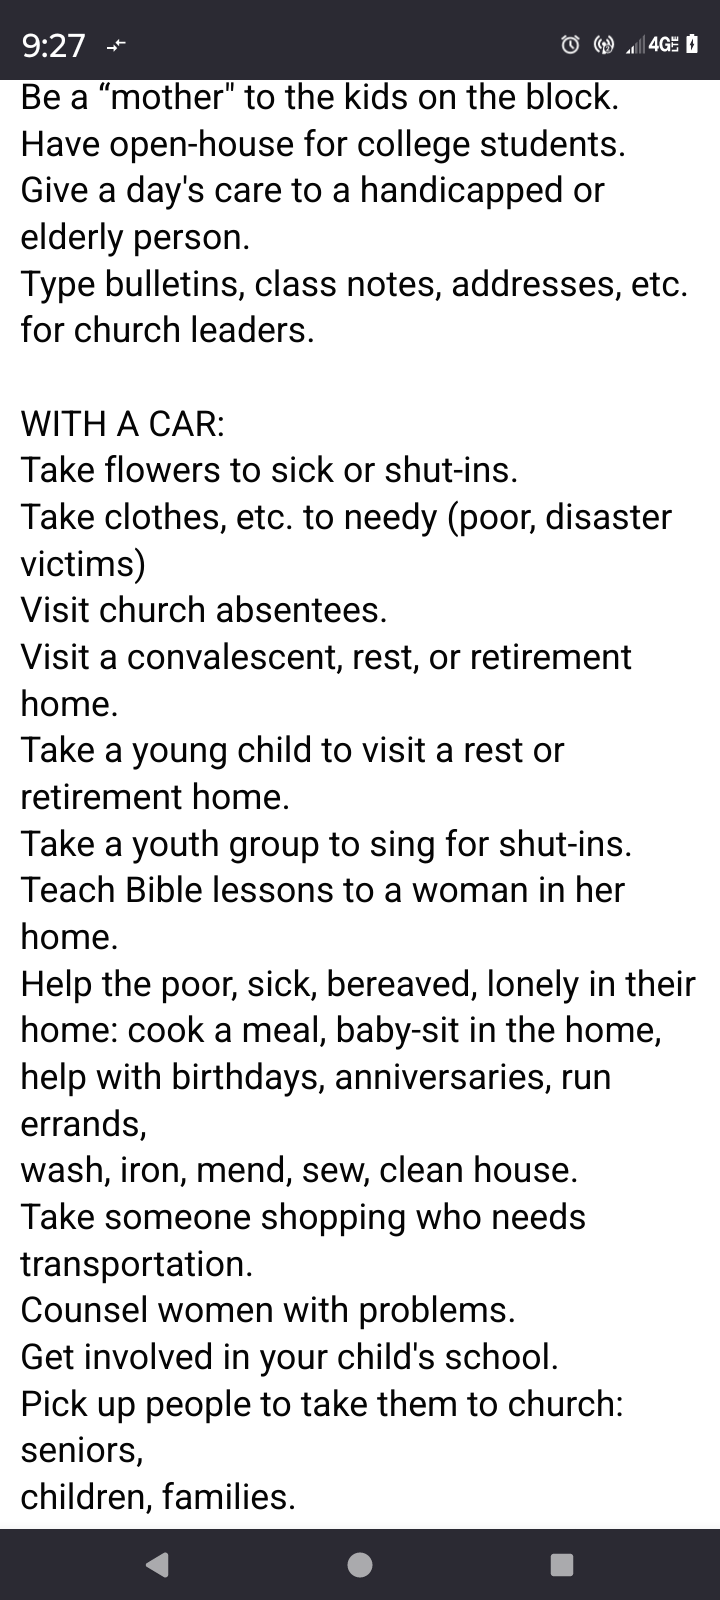 9:27
4G LTE
Be a “mother" to the kids on the block.
Have open-house for college students.
Give a day's care to a handicapped or
elderly person.
Type bulletins, class notes, addresses, etc.
for church leaders.
WITH A CAR:
Take flowers to sick or shut-ins.
Take clothes, etc. to needy (poor, disaster
victims)
Visit church absentees.
Visit a convalescent, rest, or retirement
home.
Take a young child to visit a rest or
retirement home.
Take a youth group to sing for shut-ins.
Teach Bible lessons to a woman in her
home.
Help the poor, sick, bereaved, lonely in their
home: cook a meal, baby-sit in the home,
help with birthdays, anniversaries, run
errands,
wash, iron, mend, sew, clean house.
Take someone shopping who needs
transportation.
Counsel women with problems.
Get involved in your child's school.
Pick up people to take them to church:
seniors,
children, families.